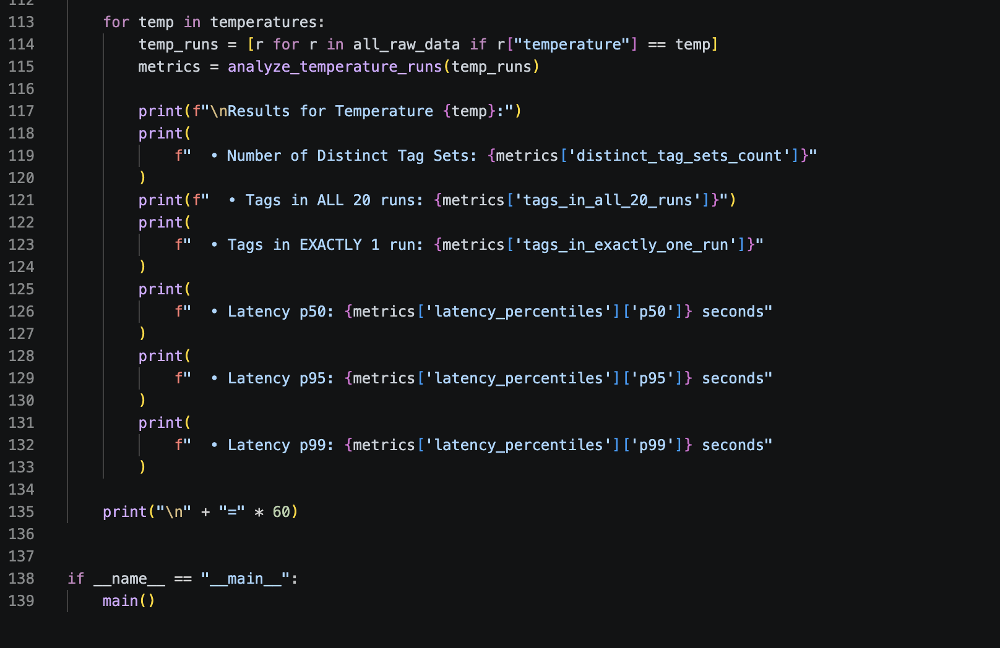 112
113 for temp in temperatures:
114 temp_runs = [r for r in all_raw_data if r["temperature"] == temp]
115 metrics = analyze_temperature_runs(temp_runs)
116
117 print(f"\nResults for Temperature {temp}:")
118 print(
119 f"  • Number of Distinct Tag Sets: {metrics['distinct_tag_sets_count']}"
120 )
121 print(f"  • Tags in ALL 20 runs: {metrics['tags_in_all_20_runs']}")
122 print(
123 f"  • Tags in EXACTLY 1 run: {metrics['tags_in_exactly_one_run']}"
124 )
125 print(
126 f"  • Latency p50: {metrics['latency_percentiles']['p50']} seconds"
127 )
128 print(
129 f"  • Latency p95: {metrics['latency_percentiles']['p95']} seconds"
130 )
131 print(
132 f"  • Latency p99: {metrics['latency_percentiles']['p99']} seconds"
133 )
134
135 print("\n" + "=" * 60)
136
137
138 if __name__ == "__main__":
139 main()